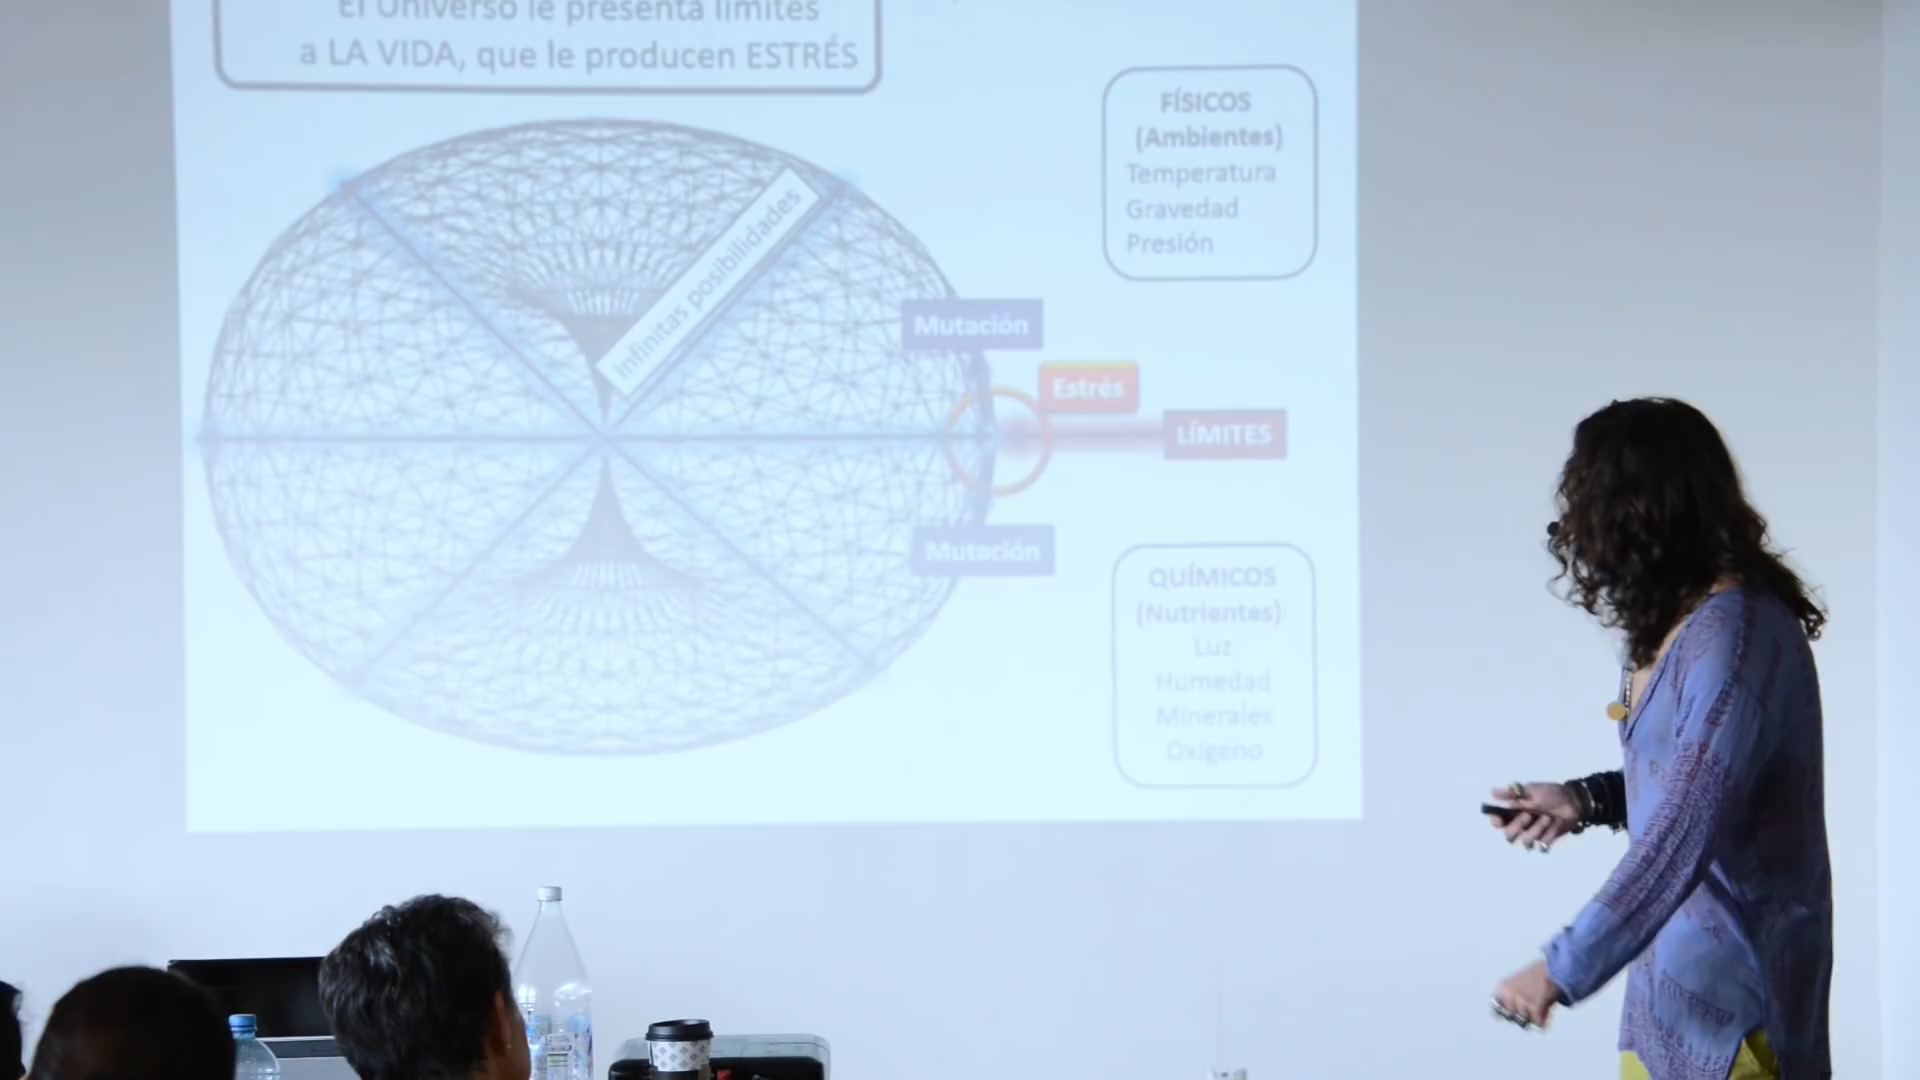 El Universo le presenta límites
a LA VIDA, que le producen ESTRÉS
FÍSICOS
(Ambientes)
Temperatura
Gravedad
Presión
Infinitas posibilidades
Mutación
Estrés
LÍMITES
Mutación
QUÍMICOS
(Nutrientes)
Luz
Humedad
Minerales
Oxigeno